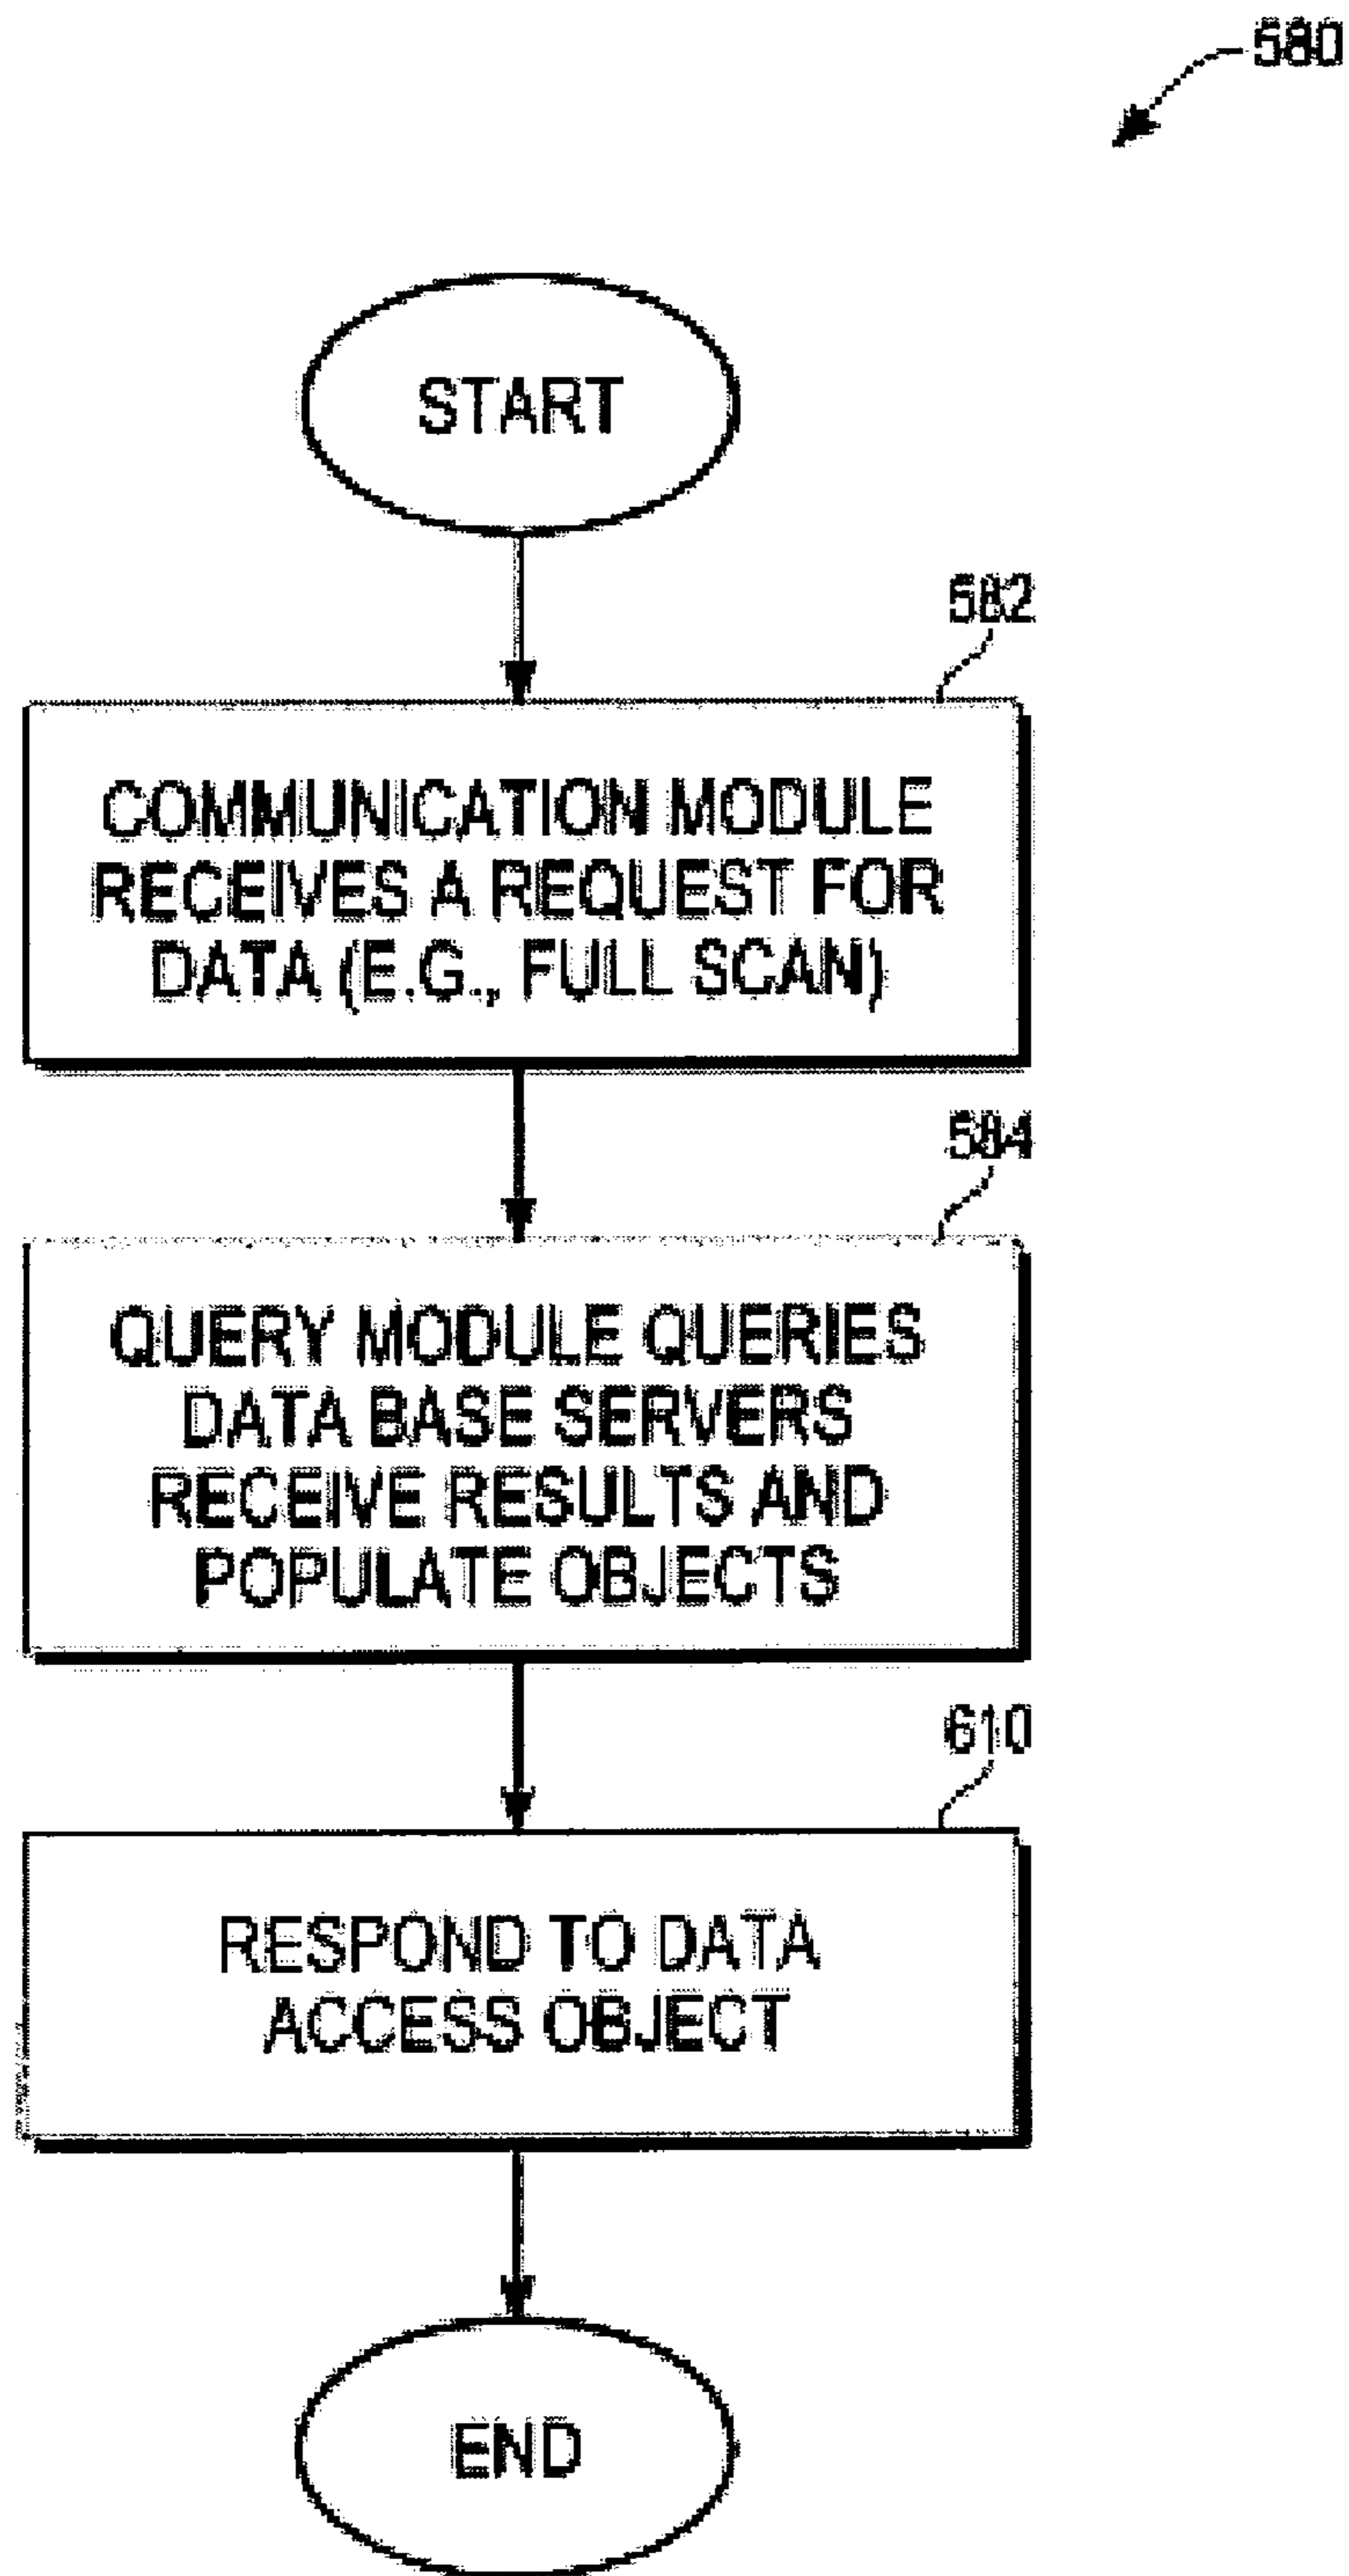 580
START
582
COMMUNICATION MODULE
RECEIVES A REQUEST FOR
DATA (E.G., FULL SCAN)
584
QUERY MODULE QUERIES
DATA BASE SERVERS
RECEIVE RESULTS AND
POPULATE OBJECTS
610
RESPOND TO DATA
ACCESS OBJECT
END